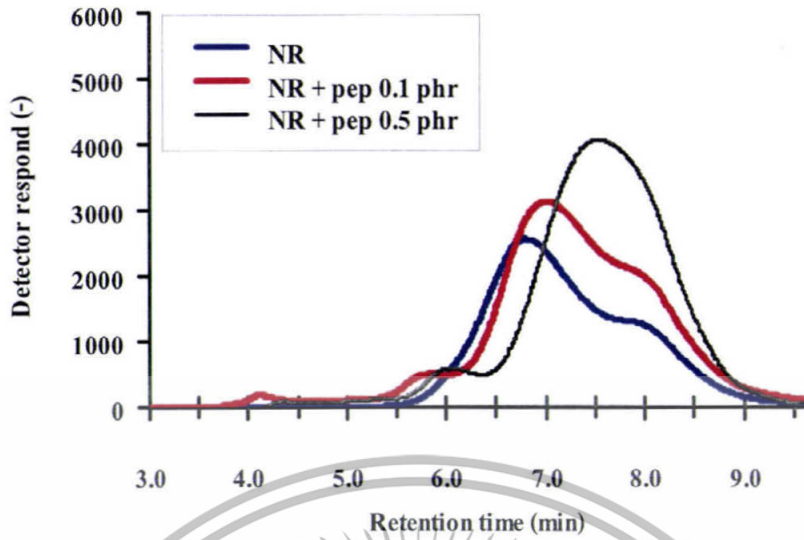 6000
5000
4000
3000
2000
1000
0
Detector respond (-)
NR
NR + pep 0.1 phr
NR + pep 0.5 phr
3.0 4.0 5.0 6.0 7.0 8.0 9.0
Retention time (min)